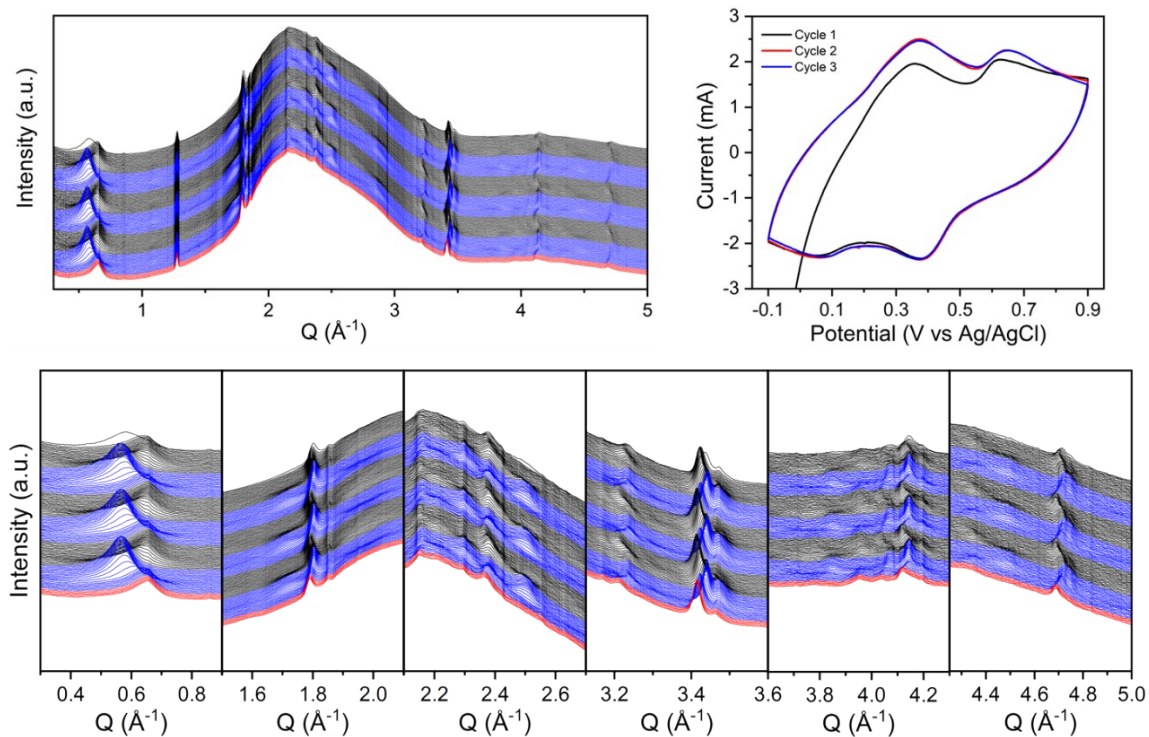 Intensity (a.u.)
1 2 3 4 5
Q (Å⁻¹)
Cycle 1
Cycle 2
Cycle 3
3
2
1
0
-1
-2
-3
Current (mA)
-0.1 0.1 0.3 0.5 0.7 0.9
Potential (V vs Ag/AgCl)
Intensity (a.u.)
0.4 0.6 0.8 1.6 1.8 2.0 2.2 2.4 2.6 3.2 3.4 3.6 3.8 4.0 4.2 4.4 4.6 4.8 5.0
Q (Å⁻¹) Q (Å⁻¹) Q (Å⁻¹) Q (Å⁻¹) Q (Å⁻¹) Q (Å⁻¹)